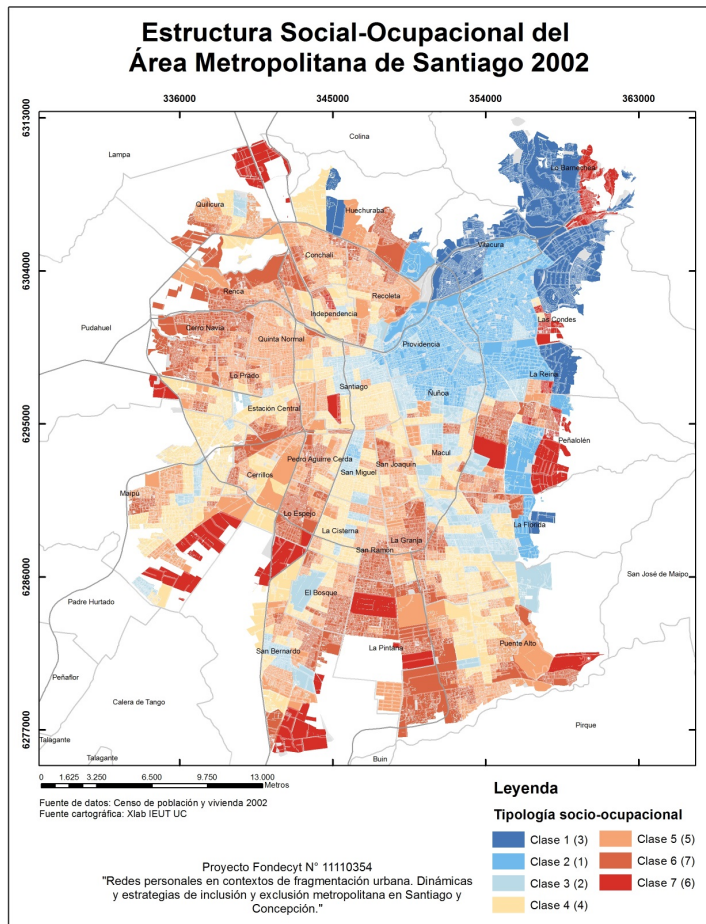 Estructura Social-Ocupacional del
Área Metropolitana de Santiago 2002
336000
345000
354000
363000
6313000
6304000
6295000
6286000
6277000
Colina
Lampa
Lo Barnechea
Quilicura
Huechuraba
Vitacura
Conchalí
Renca
Recoleta
Independencia
Las Condes
Pudahuel
Cerro Navia
Quinta Normal
Providencia
Lo Prado
Santiago
La Reina
Ñuñoa
Estación Central
Peñalolén
Macul
Pedro Aguirre Cerda
San Joaquín
San Miguel
Cerrillos
Maipú
Lo Espejo
La Florida
La Cisterna
La Granja
San Ramón
San José de Maipo
El Bosque
Padre Hurtado
La Pintana
Puente Alto
San Bernardo
Peñaflor
Calera de Tango
Pirque
Talagante
Talagante
Buin
0 1.625 3.250 6.500 9.750 13.000
Metros
Fuente de datos: Censo de población y vivienda 2002
Fuente cartográfica: Xlab IEUT UC
Proyecto Fondecyt N° 11110354
"Redes personales en contextos de fragmentación urbana. Dinámicas
y estrategias de inclusión y exclusión metropolitana en Santiago y
Concepción."
Leyenda
Tipología socio-ocupacional
Clase 1 (3)
Clase 2 (1)
Clase 3 (2)
Clase 4 (4)
Clase 5 (5)
Clase 6 (7)
Clase 7 (6)